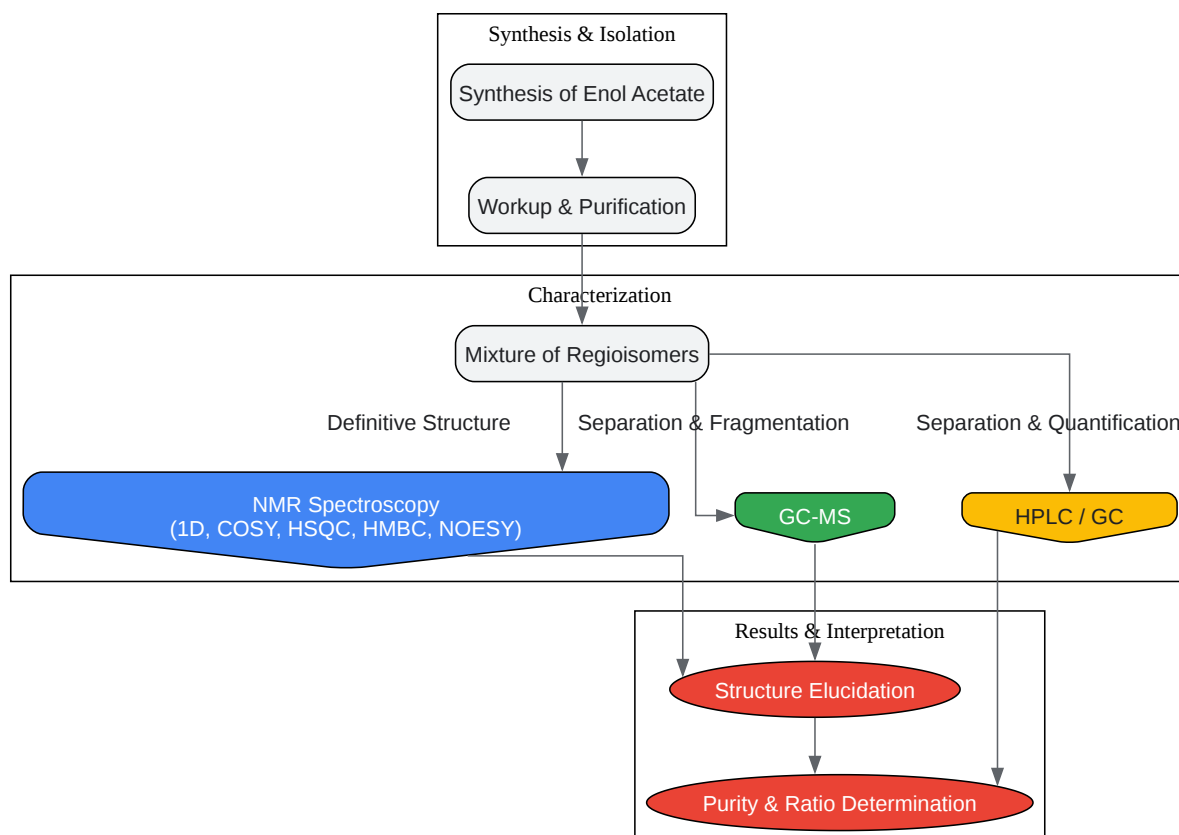 Synthesis & Isolation
Synthesis of Enol Acetate
Workup & Purification
Characterization
Mixture of Regioisomers
Definitive Structure
Separation & Fragmentation
Separation & Quantification
NMR Spectroscopy
(1D, COSY, HSQC, HMBC, NOESY)
GC-MS
HPLC / GC
Results & Interpretation
Structure Elucidation
Purity & Ratio Determination